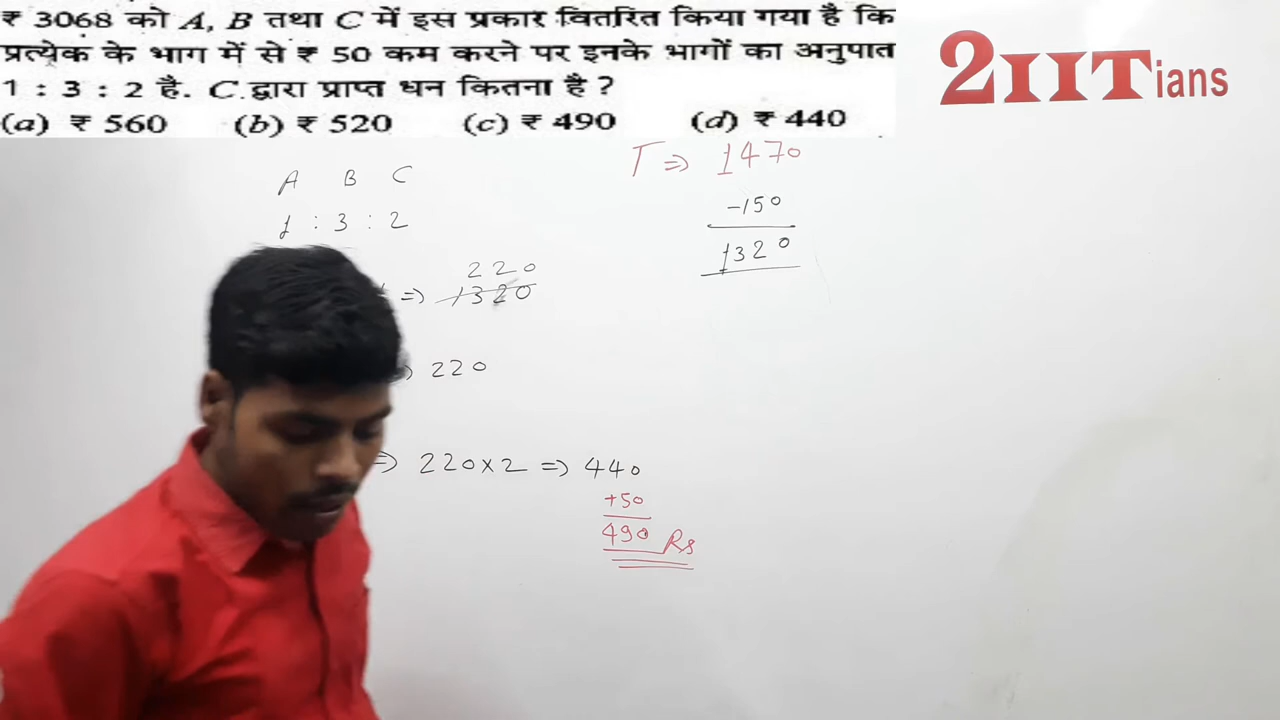 ₹ 3068 को A, B तथा C में इस प्रकार वितरित किया गया है कि
प्रत्येक के भाग में से ₹ 50 कम करने पर इनके भागों का अनुपात
1 : 3 : 2 है. C द्वारा प्राप्त धन कितना है ?
(a) ₹ 560 (b) ₹ 520 (c) ₹ 490 (d) ₹ 440
2IITians
T ⇒ 1470
-150
1320
A B C
1 : 3 : 2
220
⇒ 1320
220
⇒ 220×2 ⇒ 440
+50
490 Rs